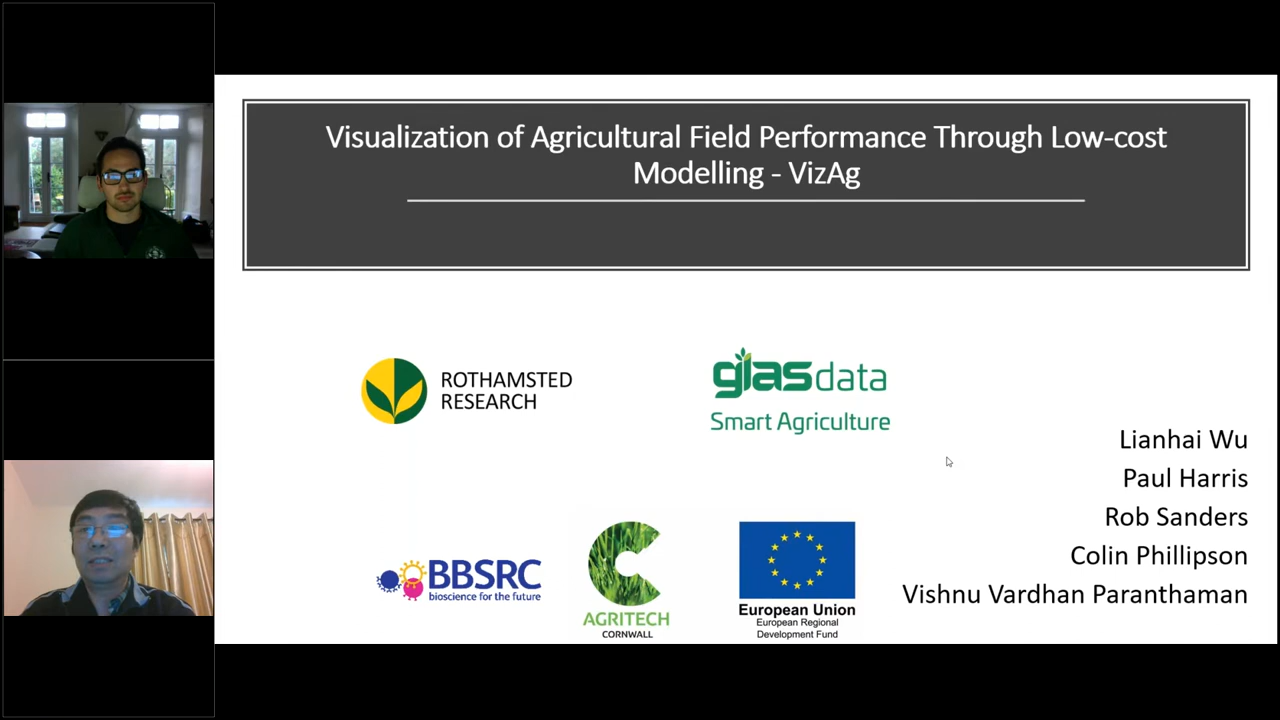 Visualization of Agricultural Field Performance Through Low-cost
Modelling - VizAg
ROTHAMSTED
RESEARCH
glasdata
Smart Agriculture
Lianhai Wu
Paul Harris
Rob Sanders
Colin Phillipson
Vishnu Vardhan Paranthaman
BBSRC
bioscience for the future
AGRITECH
CORNWALL
European Union
European Regional
Development Fund